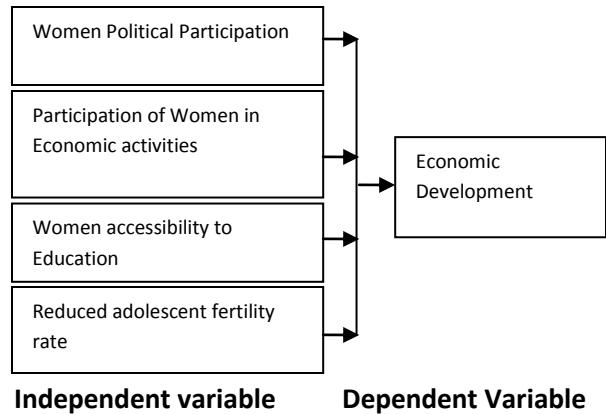 Women Political Participation
Participation of Women in
Economic activities
Economic
Development
Women accessibility to
Education
Reduced adolescent fertility
rate
Independent variable
Dependent Variable